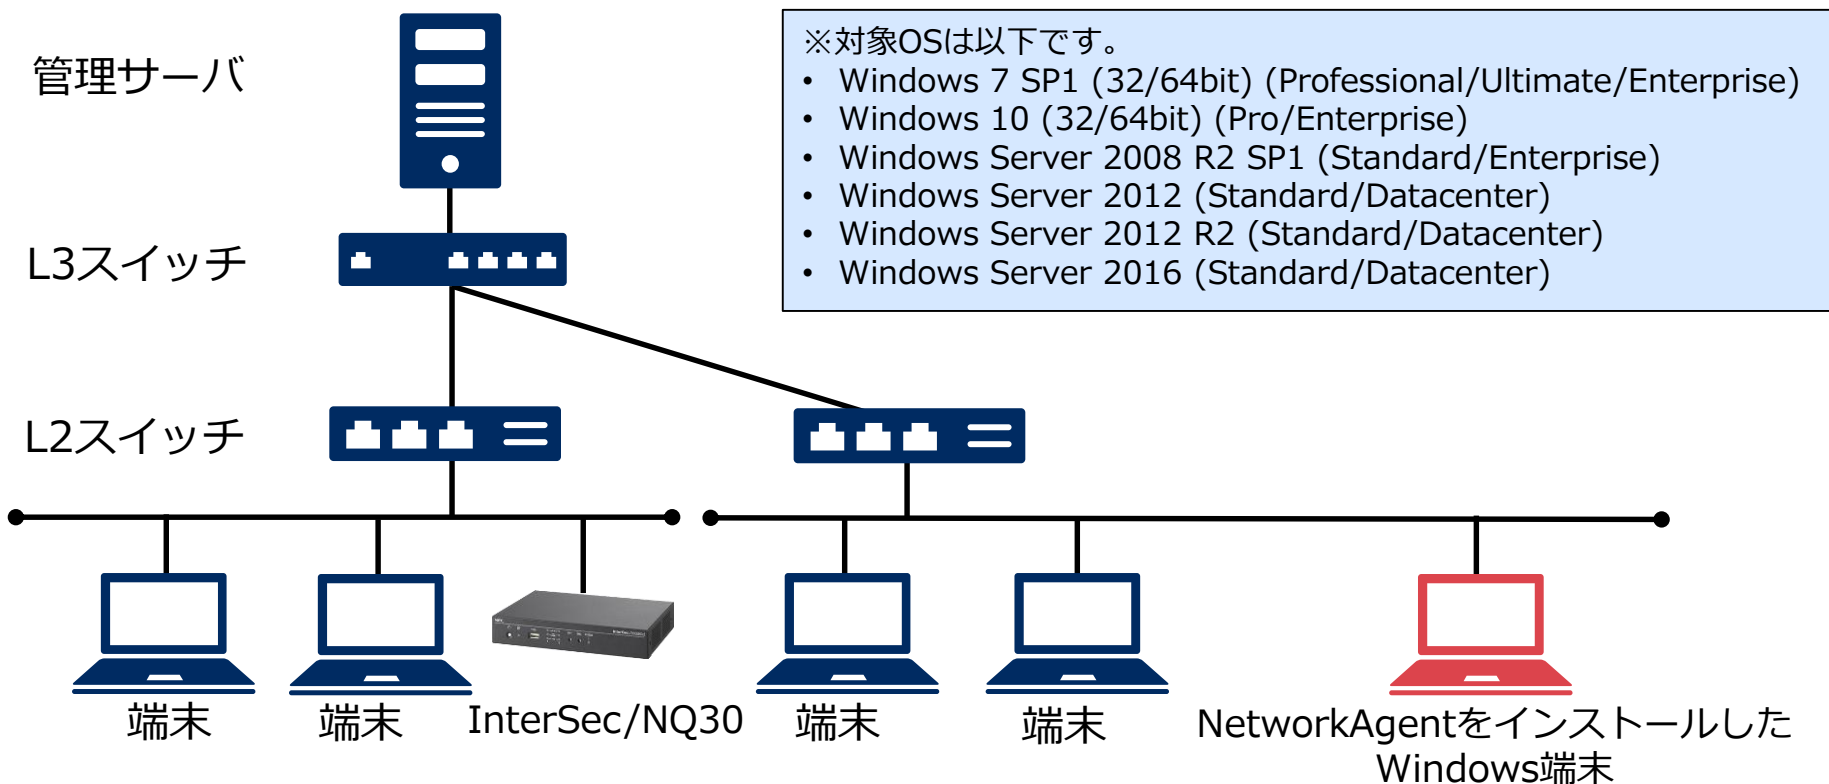 管理サーバ
※対象OSは以下です。
• Windows 7 SP1 (32/64bit) (Professional/Ultimate/Enterprise)
• Windows 10 (32/64bit) (Pro/Enterprise)
• Windows Server 2008 R2 SP1 (Standard/Enterprise)
• Windows Server 2012 (Standard/Datacenter)
• Windows Server 2012 R2 (Standard/Datacenter)
• Windows Server 2016 (Standard/Datacenter)
L3スイッチ
L2スイッチ
端末
端末
InterSec/NQ30
端末
端末
NetworkAgentをインストールした
Windows端末